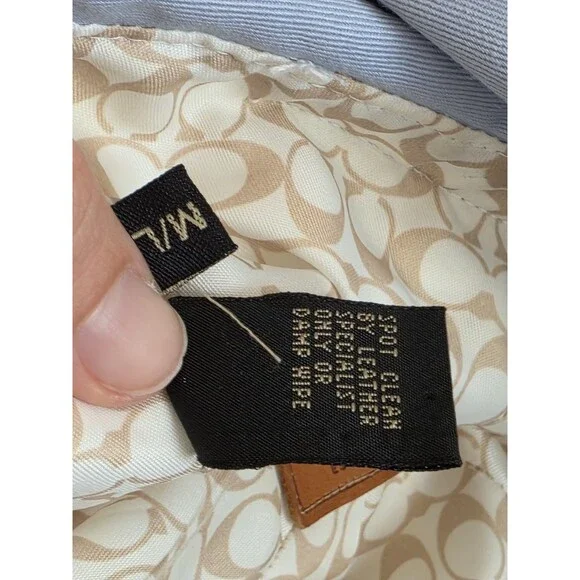 M/L
SPOT CLEAN
BY LEATHER
SPECIALIST
ONLY OR
DAMP WIPE